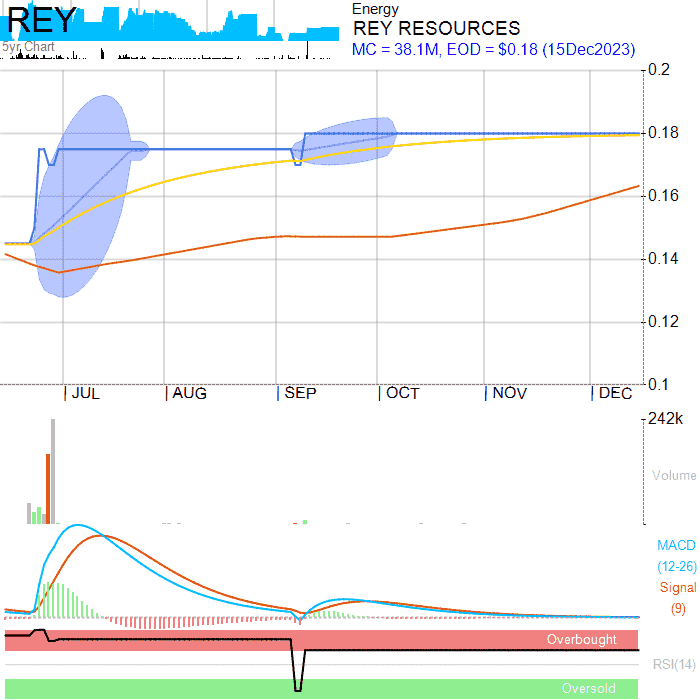 REY
5yr. Chart
Energy
REY RESOURCES
MC = 38.1M, EOD = $0.18 (15Dec2023)
0.2
0.18
0.16
0.14
0.12
0.1
JUL AUG SEP OCT NOV DEC
242k
Volume
MACD
(12-26)
Signal
(9)
Overbought
RSI(14)
Oversold